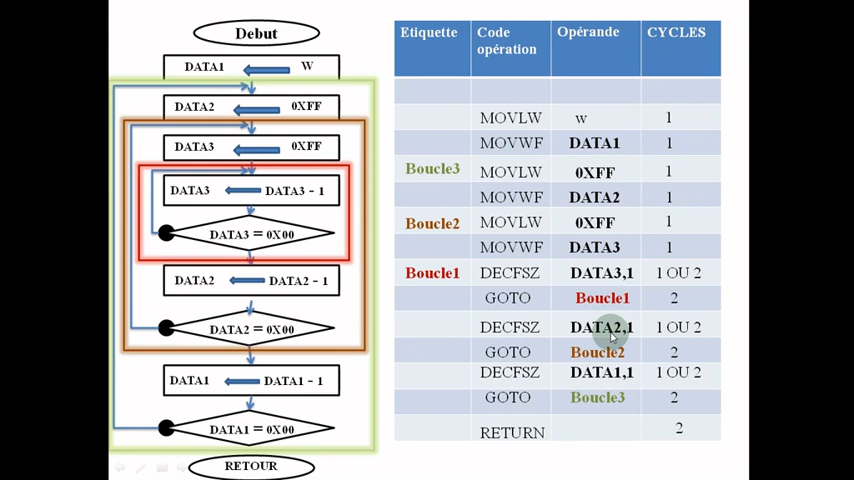 Debut
DATA1 W
DATA2 0XFF
DATA3 0XFF
DATA3 DATA3 - 1
DATA3 = 0X00
DATA2 DATA2 - 1
DATA2 = 0X00
DATA1 DATA1 - 1
DATA1 = 0X00
RETOUR
Etiquette Code opération Opérande CYCLES
MOVLW w 1
MOVWF DATA1 1
Boucle3 MOVLW 0XFF 1
MOVWF DATA2 1
Boucle2 MOVLW 0XFF 1
MOVWF DATA3 1
Boucle1 DECFSZ DATA3,1 1 OU 2
GOTO Boucle1 2
DECFSZ DATA2,1 1 OU 2
GOTO Boucle2 2
DECFSZ DATA1,1 1 OU 2
GOTO Boucle3 2
RETURN 2